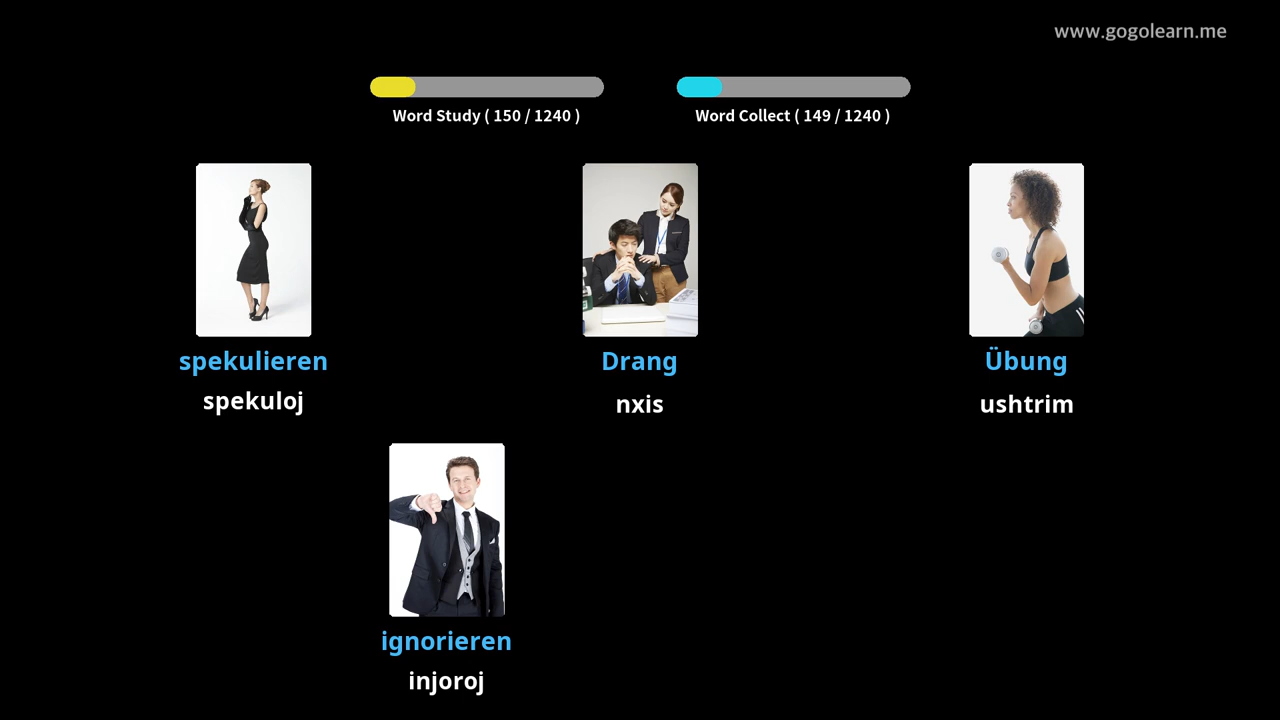 www.gogolearn.me
Word Study ( 150 / 1240 )
Word Collect ( 149 / 1240 )
spekulieren
spekuloj
Drang
nxis
Übung
ushtrim
ignorieren
injoroj